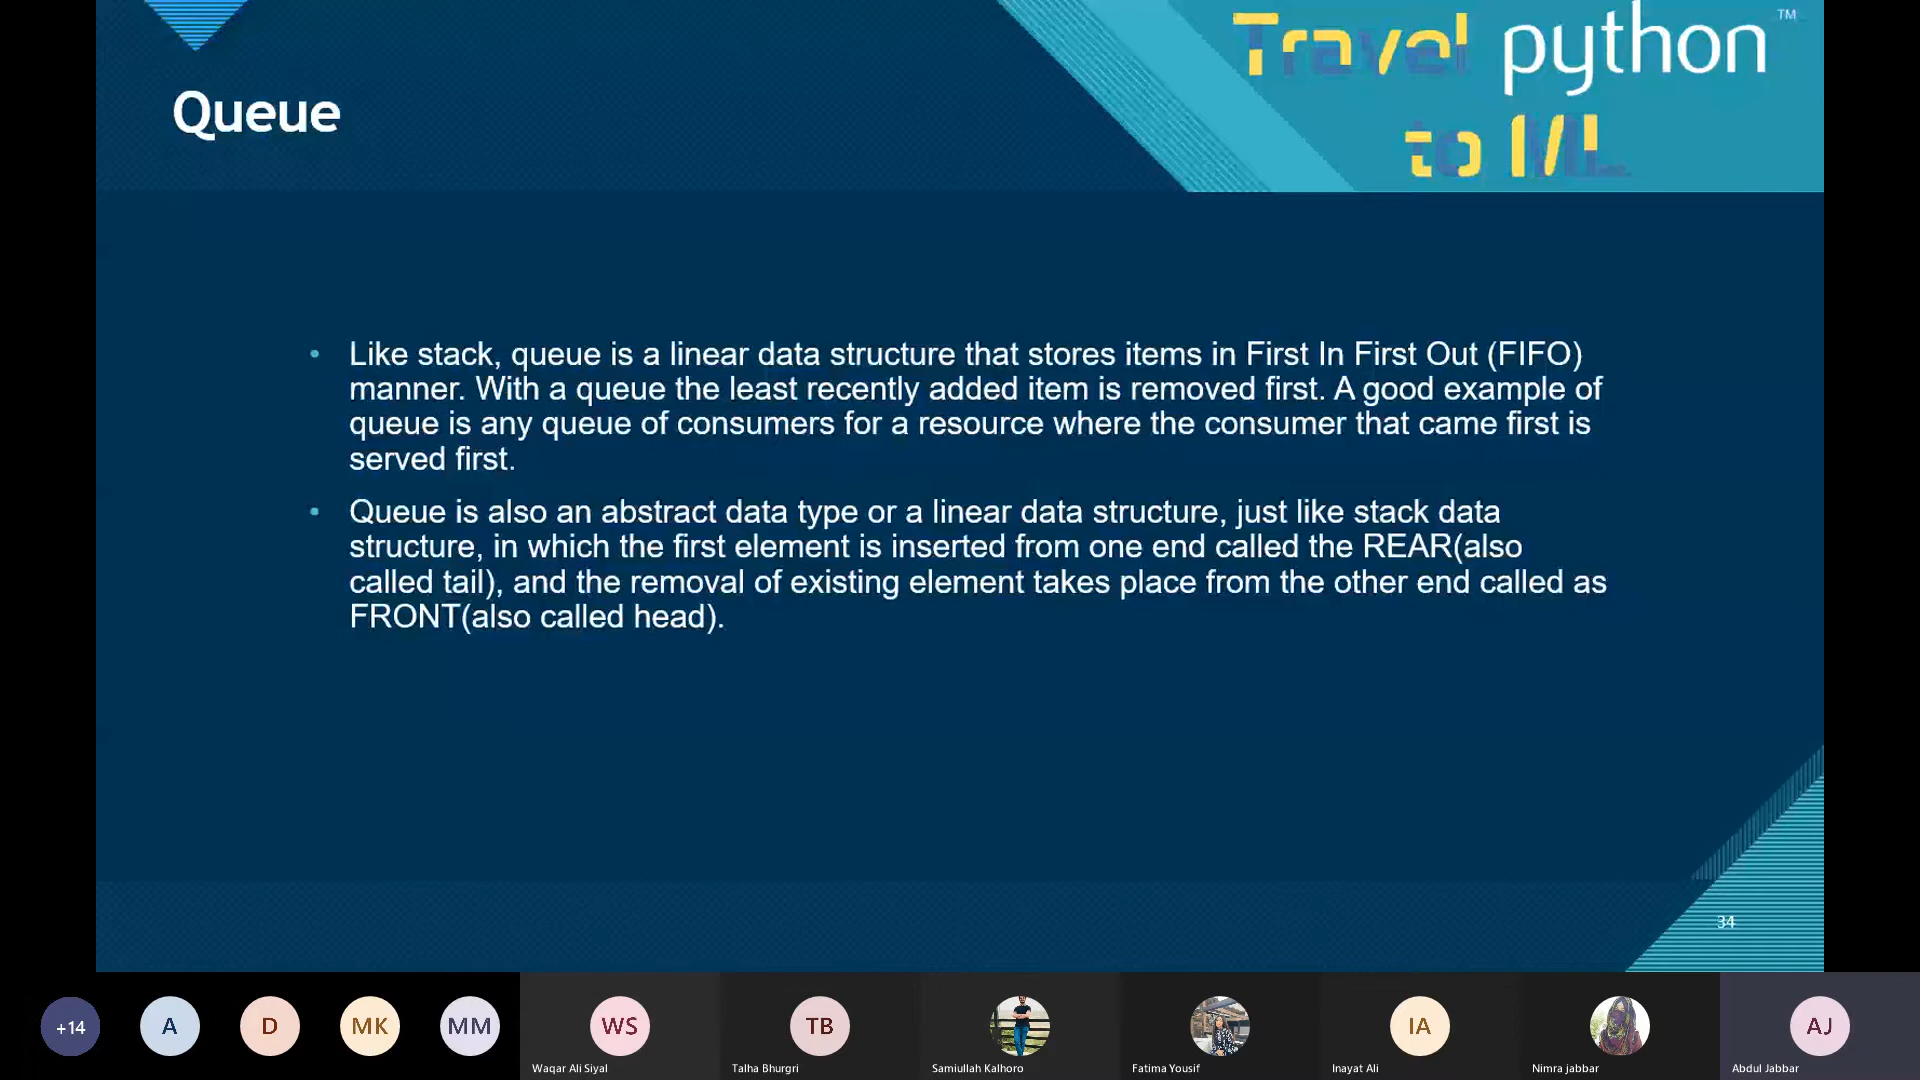 Travel python ™
to ML
Queue
• Like stack, queue is a linear data structure that stores items in First In First Out (FIFO)
manner. With a queue the least recently added item is removed first. A good example of
queue is any queue of consumers for a resource where the consumer that came first is
served first.
• Queue is also an abstract data type or a linear data structure, just like stack data
structure, in which the first element is inserted from one end called the REAR(also
called tail), and the removal of existing element takes place from the other end called as
FRONT(also called head).
34
+14 A D MK MM WS TB IA AJ
Waqar Ali Siyal Talha Bhurgri Samiullah Kalhoro Fatima Yousif Inayat Ali Nimra jabbar Abdul Jabbar